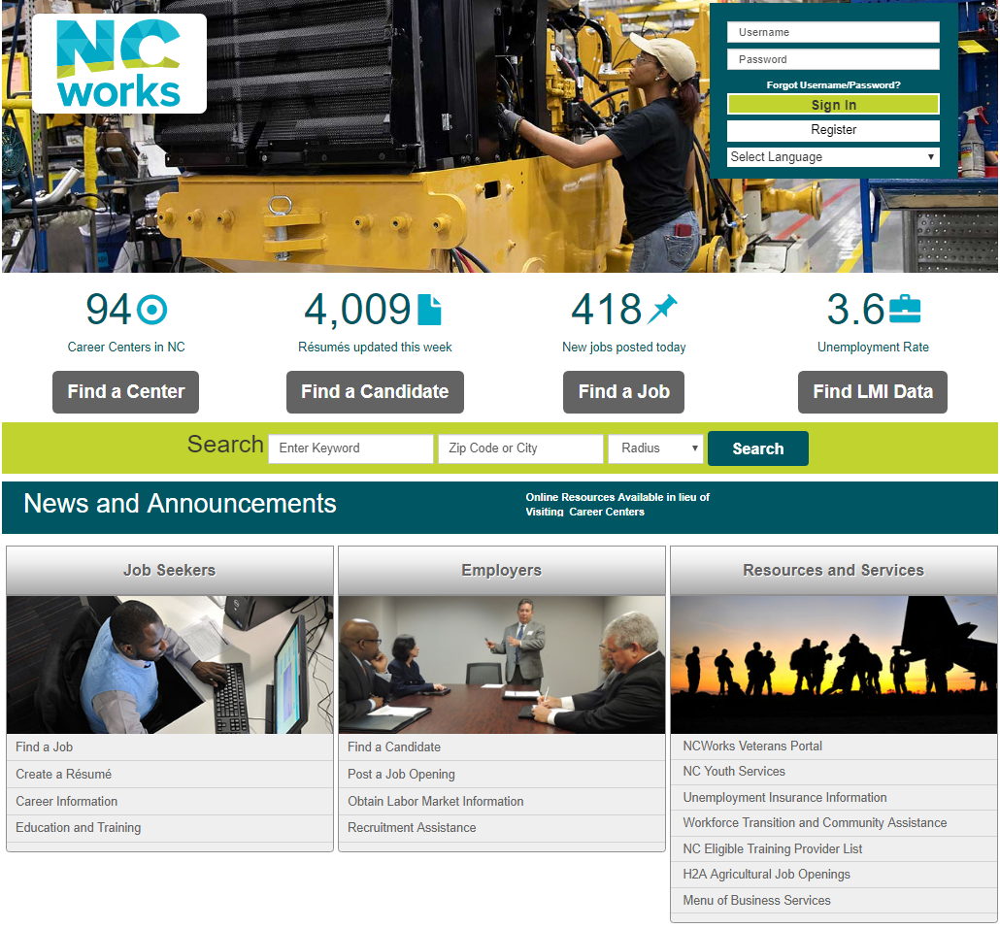 NC
works
Username
Password
Forgot Username/Password?
Sign In
Register
Select Language
94
Career Centers in NC
Find a Center
4,009
Résumés updated this week
Find a Candidate
418
New jobs posted today
Find a Job
3.6
Unemployment Rate
Find LMI Data
Search
Enter Keyword
Zip Code or City
Radius
Search
News and Announcements
Online Resources Available in lieu of
Visiting Career Centers
Job Seekers
Find a Job
Create a Résumé
Career Information
Education and Training
Employers
Find a Candidate
Post a Job Opening
Obtain Labor Market Information
Recruitment Assistance
Resources and Services
NCWorks Veterans Portal
NC Youth Services
Unemployment Insurance Information
Workforce Transition and Community Assistance
NC Eligible Training Provider List
H2A Agricultural Job Openings
Menu of Business Services